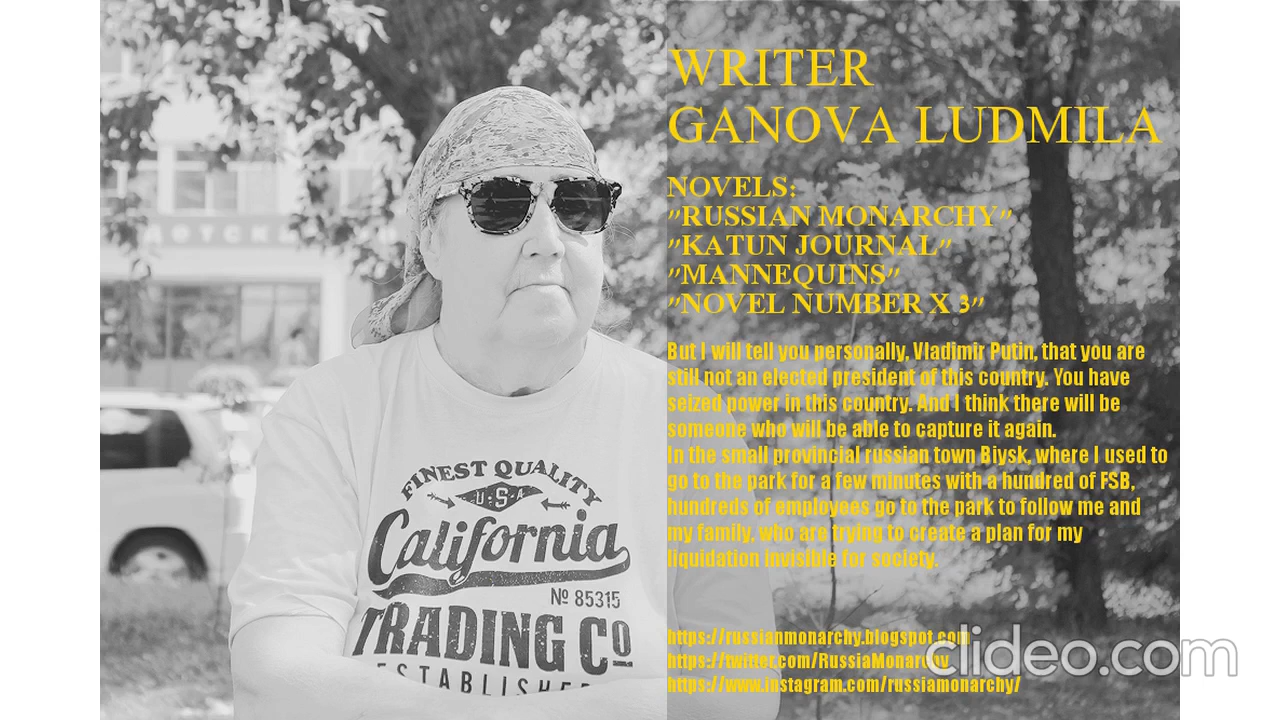 WRITER
GANOVA LUDMILA
NOVELS:
"RUSSIAN MONARCHY"
"KATUN JOURNAL"
"MANNEQUINS"
"NOVEL NUMBER X 3"
But I will tell you personally, Vladimir Putin, that you are
still not an elected president of this country. You have
seized power in this country. And I think there will be
someone who will be able to capture it again.
In the small provincial russian town Biysk, where I used to
go to the park for a few minutes with a hundred of FSB,
hundreds of employees go to the park to follow me and
my family, who are trying to create a plan for my
liquidation invisible for society.
https://russianmonarchy.blogspot.com
https://twitter.com/RussiaMonarchy
https://www.instagram.com/russiamonarchy/
clideo.com
FINEST QUALITY
U·S·A
California
№ 85315
TRADING Cº
ESTABLISHED